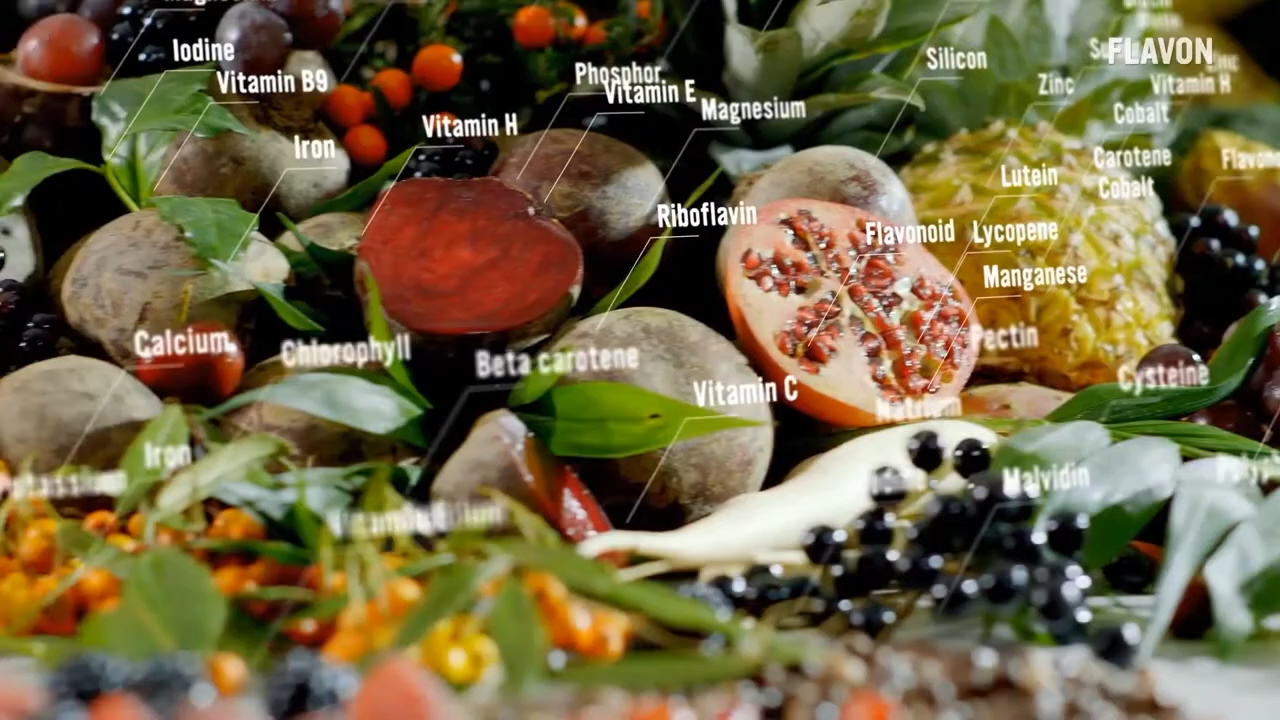 FLAVON
Iodine
Vitamin B9
Iron
Vitamin H
Phosphor
Vitamin E
Magnesium
Silicon
Zinc
Vitamin H
Cobalt
Carotene
Cobalt
Lutein
Riboflavin
Flavonoid
Lycopene
Manganese
Pectin
Calcium
Chlorophyll
Beta carotene
Vitamin C
Cysteine
Natrium
Iron
Malvidin